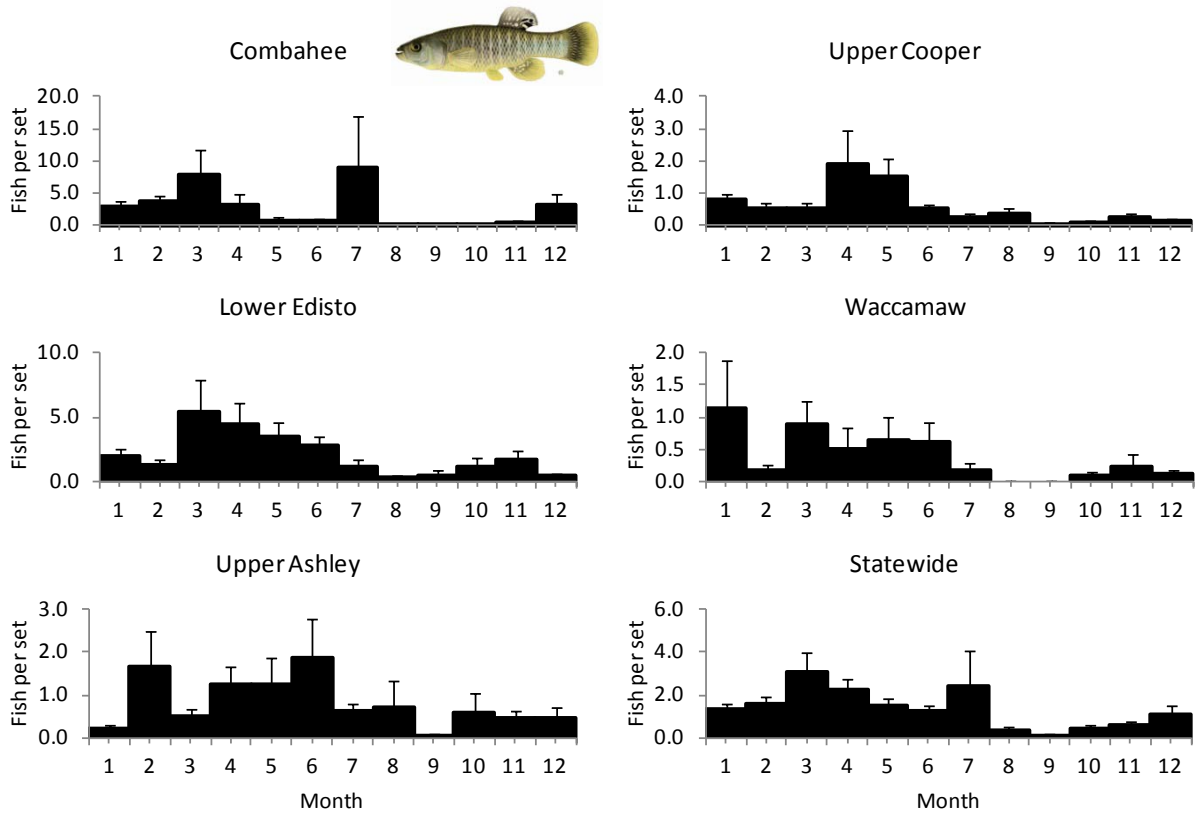 Combahee
Fish per set
20.0
15.0
10.0
5.0
0.0
1 2 3 4 5 6 7 8 9 10 11 12
Upper Cooper
Fish per set
4.0
3.0
2.0
1.0
0.0
1 2 3 4 5 6 7 8 9 10 11 12
Lower Edisto
Fish per set
10.0
5.0
0.0
1 2 3 4 5 6 7 8 9 10 11 12
Waccamaw
Fish per set
2.0
1.5
1.0
0.5
0.0
1 2 3 4 5 6 7 8 9 10 11 12
Upper Ashley
Fish per set
3.0
2.0
1.0
0.0
1 2 3 4 5 6 7 8 9 10 11 12
Month
Statewide
Fish per set
6.0
4.0
2.0
0.0
1 2 3 4 5 6 7 8 9 10 11 12
Month